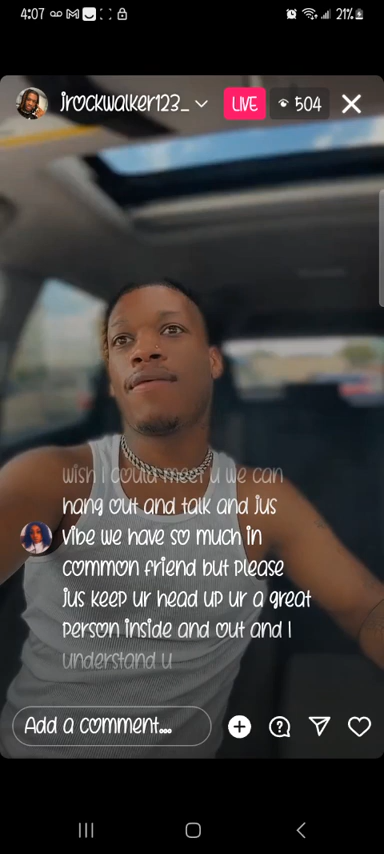 4:07 21%
jrockwalker123_ LIVE 504
wish I could meet u we can
hang out and talk and jus
vibe we have so much in
common friend but please
jus keep ur head up ur a great
person inside and out and I
understand u
Add a comment...